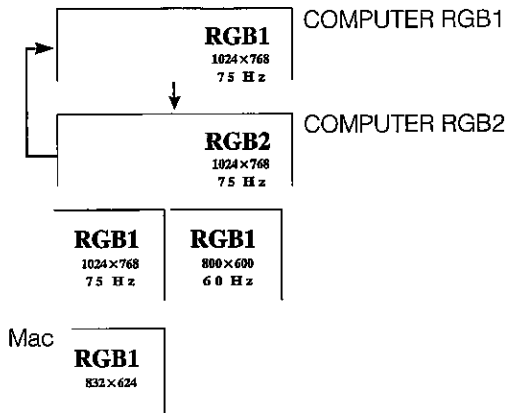 RGB1
1024×768
75 Hz
COMPUTER RGB1
RGB2
1024×768
75 Hz
COMPUTER RGB2
RGB1
1024×768
75 Hz
RGB1
800×600
60 Hz
Mac
RGB1
832×624